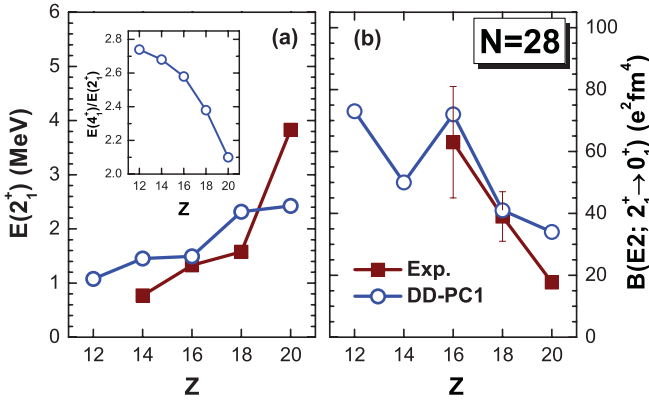 (a)
E(2₁⁺) (MeV)
6
5
4
3
2
1
0
12 14 16 18 20
Z
E(4₁⁺)/E(2₁⁺)
2.8
2.6
2.4
2.2
2.0
12 14 16 18 20
Z
(b)
N=28
100
80
60
40
20
0
B(E2; 2₁⁺→0₁⁺) (e²fm⁴)
Exp.
DD-PC1
12 14 16 18 20
Z